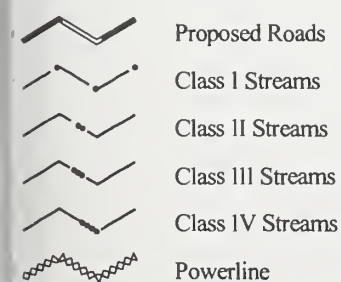 Proposed Roads
Class I Streams
Class II Streams
Class III Streams
Class IV Streams
Powerline